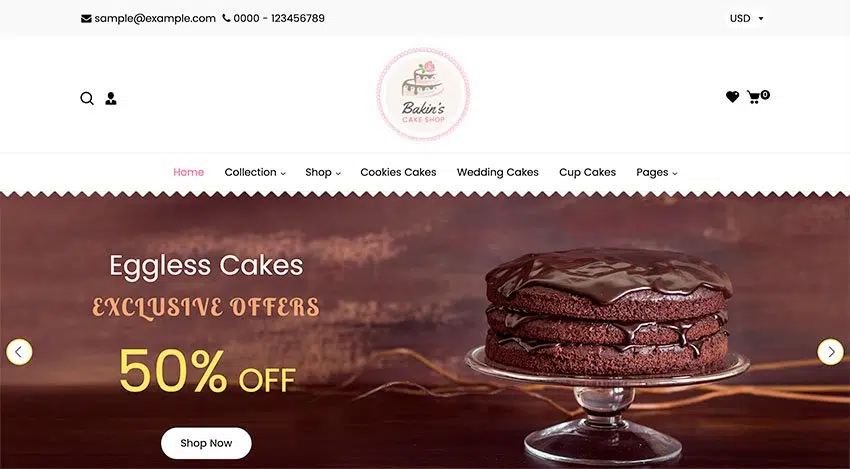 sample@example.com 0000 - 123456789 USD
0
Bakin's
CAKE SHOP
Home Collection Shop Cookies Cakes Wedding Cakes Cup Cakes Pages
Eggless Cakes
EXCLUSIVE OFFERS
50% OFF
Shop Now